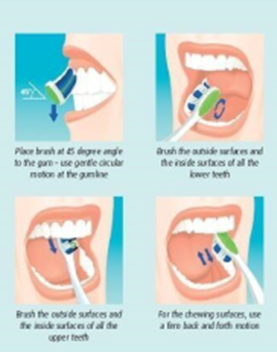 45°
Place brush at 45 degree angle
to the gum – use gentle circular
motion at the gumline
Brush the outside surfaces and
the inside surfaces of all the
lower teeth
Brush the outside surfaces and
the inside surfaces of all the
upper teeth
For the chewing surfaces, use
a firm back and forth motion